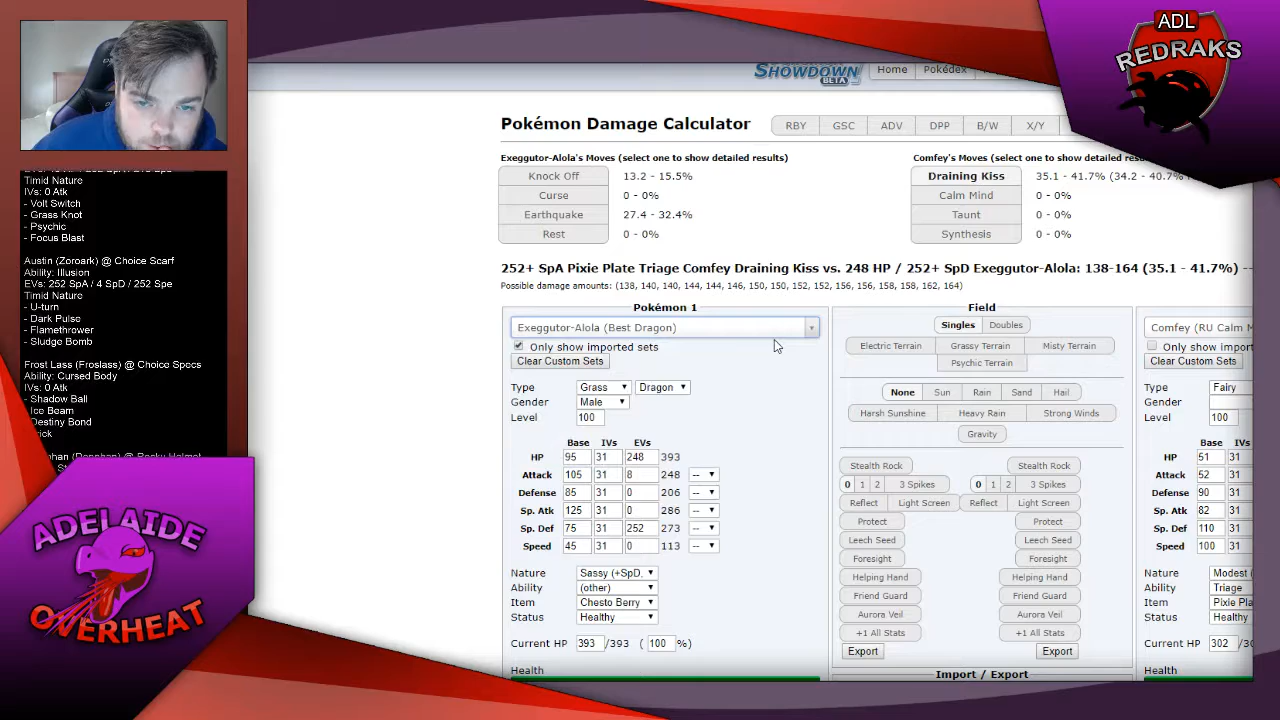 Timid Nature
IVs: 0 Atk
- Volt Switch
- Grass Knot
- Psychic
- Focus Blast
Austin (Zoroark) @ Choice Scarf
Ability: Illusion
EVs: 252 SpA / 4 SpD / 252 Spe
Timid Nature
- U-turn
- Dark Pulse
- Flamethrower
- Sludge Bomb
Frost Lass (Froslass) @ Choice Specs
Ability: Cursed Body
IVs: 0 Atk
- Shadow Ball
- Ice Beam
- Destiny Bond
ADELAIDE
OVERHEAT
ADL
REDRAKS
SHOWDOWN
BETA
Home
Pokédex
Pokémon Damage Calculator
RBY
GSC
ADV
DPP
B/W
X/Y
Exeggutor-Alola's Moves (select one to show detailed results)
Knock Off 13.2 - 15.5%
Curse 0 - 0%
Earthquake 27.4 - 32.4%
Rest 0 - 0%
Comfey's Moves (select one to show detailed
Draining Kiss 35.1 - 41.7% (34.2 - 40.7%
Calm Mind 0 - 0%
Taunt 0 - 0%
Synthesis 0 - 0%
252+ SpA Pixie Plate Triage Comfey Draining Kiss vs. 248 HP / 252+ SpD Exeggutor-Alola: 138-164 (35.1 - 41.7%) --
Possible damage amounts: (138, 140, 140, 144, 144, 146, 150, 150, 152, 152, 156, 156, 158, 158, 162, 164)
Pokémon 1
Exeggutor-Alola (Best Dragon)
Only show imported sets
Clear Custom Sets
Type Grass Dragon
Gender Male
Level 100
Base IVs EVs
HP 95 31 248 393
Attack 105 31 8 248 --
Defense 85 31 0 206 --
Sp. Atk 125 31 0 286 --
Sp. Def 75 31 252 273 --
Speed 45 31 0 113 --
Nature Sassy (+SpD,
Ability (other)
Item Chesto Berry
Status Healthy
Current HP 393 /393 ( 100 %)
Health
Field
Singles Doubles
Electric Terrain Grassy Terrain Misty Terrain
Psychic Terrain
None Sun Rain Sand Hail
Harsh Sunshine Heavy Rain Strong Winds
Gravity
Stealth Rock Stealth Rock
0 1 2 3 Spikes 0 1 2 3 Spikes
Reflect Light Screen Reflect Light Screen
Protect Protect
Leech Seed Leech Seed
Foresight Foresight
Helping Hand Helping Hand
Friend Guard Friend Guard
Aurora Veil Aurora Veil
+1 All Stats +1 All Stats
Export Export
Import / Export
Comfey (RU Calm M
Only show import
Clear Custom Sets
Type Fairy
Gender
Level 100
Base IVs
HP 51 31
Attack 52 31
Defense 90 31
Sp. Atk 82 31
Sp. Def 110 31
Speed 100 31
Nature Modest (
Ability Triage
Item Pixie Pla
Status Healthy
Current HP 302 /30
Health